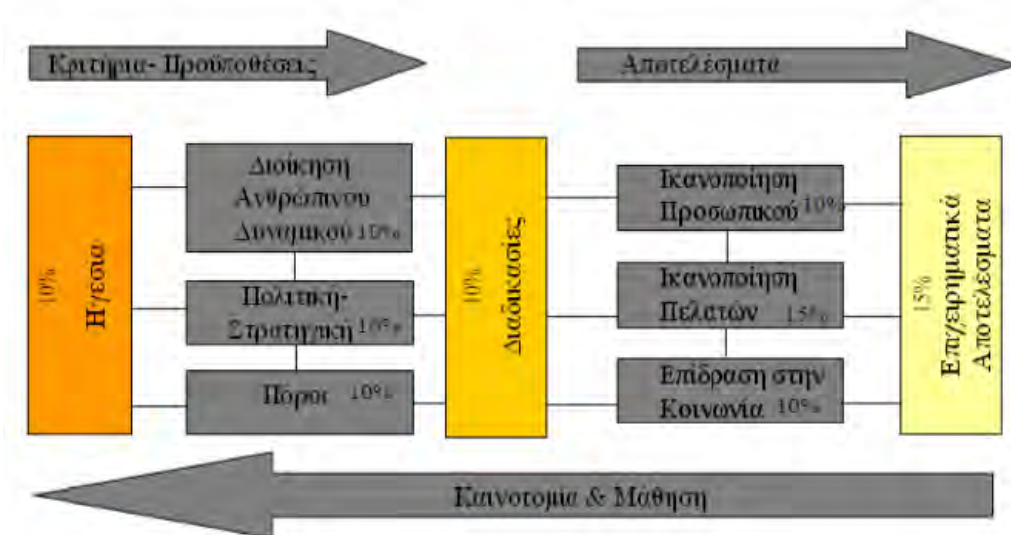 Κριτήρια- Προϋποθέσεις
Αποτελέσματα
10%
Ηγεσία
Διοίκηση
Ανθρώπινου
Δυναμικού 10%
Πολιτική-
Στρατηγική 10%
Πόροι 10%
10%
Διαδικασίες
Ικανοποίηση
Προσωπικού 10%
Ικανοποίηση
Πελατών 15%
Επίδραση στην
Κοινωνία 10%
15%
Επιχειρηματικά
Αποτελέσματα
Καινοτομία & Μάθηση